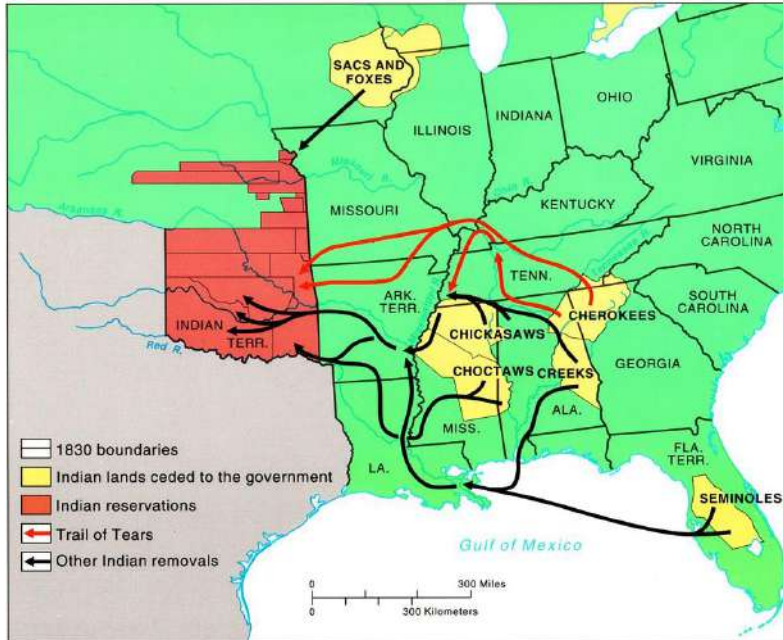 SACS AND
FOXES
OHIO
INDIANA
ILLINOIS
VIRGINIA
Missouri R.
Ohio R.
KENTUCKY
Arkansas R.
MISSOURI
NORTH
CAROLINA
Tennessee R.
TENN.
ARK.
TERR.
Mississippi R.
SOUTH
CAROLINA
CHEROKEES
INDIAN
TERR.
CHICKASAWS
Red R.
GEORGIA
CHOCTAWS
CREEKS
MISS.
ALA.
LA.
FLA.
TERR.
SEMINOLES
Gulf of Mexico
1830 boundaries
Indian lands ceded to the government
Indian reservations
Trail of Tears
Other Indian removals
0
300 Miles
0
300 Kilometers